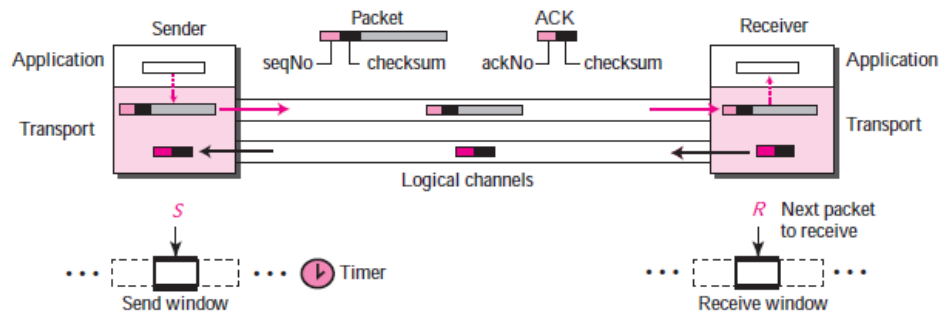 Sender
Packet
ACK
Receiver
seqNo
checksum
ackNo
checksum
Application
Application
Transport
Transport
Logical channels
S
R
Next packet
to receive
Timer
Send window
Receive window